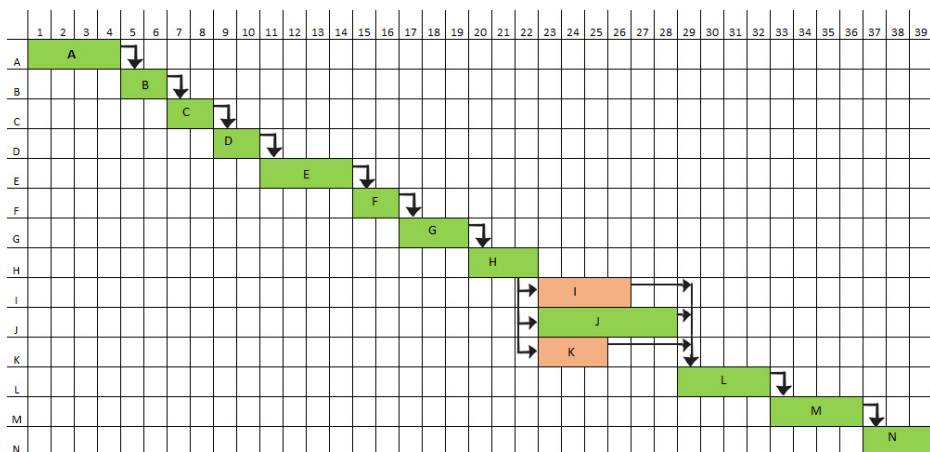 1 2 3 4 5 6 7 8 9 10 11 12 13 14 15 16 17 18 19 20 21 22 23 24 25 26 27 28 29 30 31 32 33 34 35 36 37 38 39
A A
B B
C C
D D
E E
F F
G G
H H
I I
J J
K K
L L
M M
N N